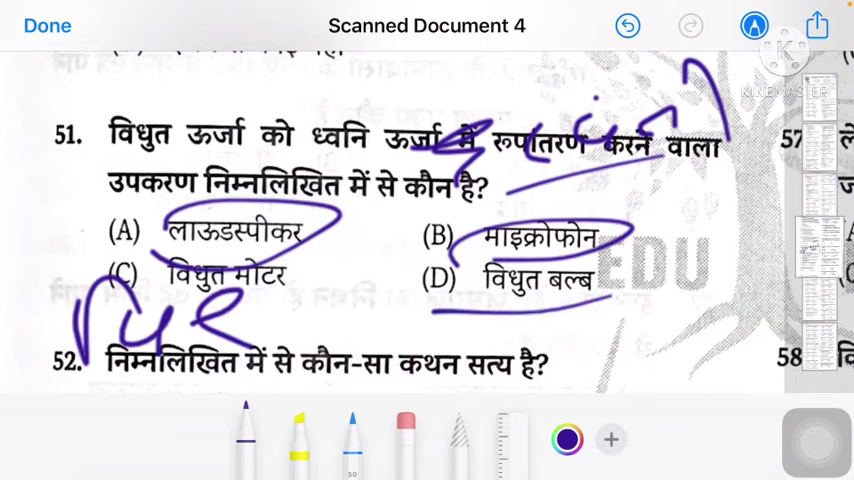 Done
Scanned Document 4
KINEMASTER
51. विधुत ऊर्जा को ध्वनि ऊर्जा में रूपांतरण करने वाला
उपकरण निम्नलिखित में से कौन है?
(A) लाऊडस्पीकर
(B) माइक्रोफोन
(C) विधुत मोटर
(D) विधुत बल्ब
EDU
52. निम्नलिखित में से कौन-सा कथन सत्य है?
57
58
50